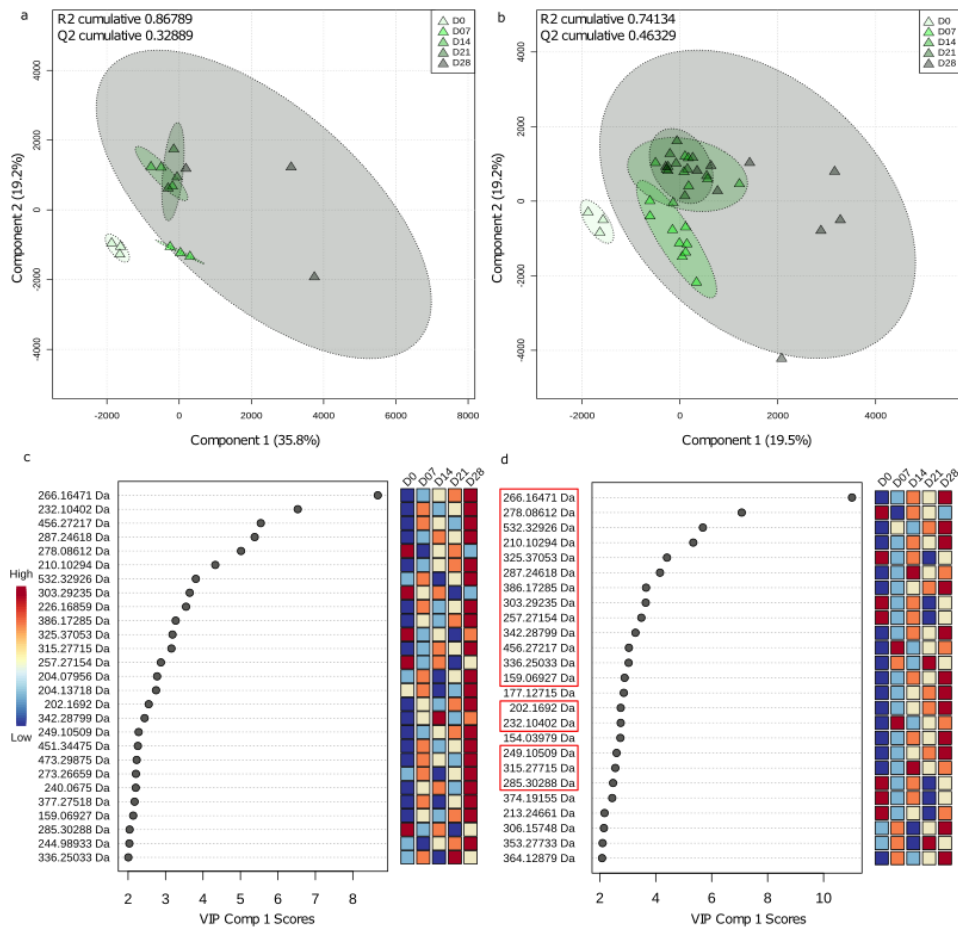 a
R2 cumulative 0.86789
Q2 cumulative 0.32889
D0
D07
D14
D21
D28
Component 2 (19.2%)
4000
2000
0
-2000
-4000
-2000
0
2000
4000
6000
8000
Component 1 (35.8%)
b
R2 cumulative 0.74134
Q2 cumulative 0.46329
D0
D07
D14
D21
D28
Component 2 (19.2%)
4000
2000
0
-2000
-4000
-2000
0
2000
4000
Component 1 (19.5%)
c
D0
D07
D14
D21
D28
266.16471 Da
232.10402 Da
456.27217 Da
287.24618 Da
278.08612 Da
210.10294 Da
532.32926 Da
303.29235 Da
226.16859 Da
386.17285 Da
325.37053 Da
315.27715 Da
257.27154 Da
204.07956 Da
204.13718 Da
202.1692 Da
342.28799 Da
249.10509 Da
451.34475 Da
473.29875 Da
273.26659 Da
240.0675 Da
377.27518 Da
159.06927 Da
285.30288 Da
244.98933 Da
336.25033 Da
High
Low
2
3
4
5
6
7
8
VIP Comp 1 Scores
d
D0
D07
D14
D21
D28
266.16471 Da
278.08612 Da
532.32926 Da
210.10294 Da
325.37053 Da
287.24618 Da
386.17285 Da
303.29235 Da
257.27154 Da
342.28799 Da
456.27217 Da
336.25033 Da
159.06927 Da
177.12715 Da
202.1692 Da
232.10402 Da
154.03979 Da
249.10509 Da
315.27715 Da
285.30288 Da
374.19155 Da
213.24661 Da
306.15748 Da
353.27733 Da
364.12879 Da
2
4
6
8
10
VIP Comp 1 Scores